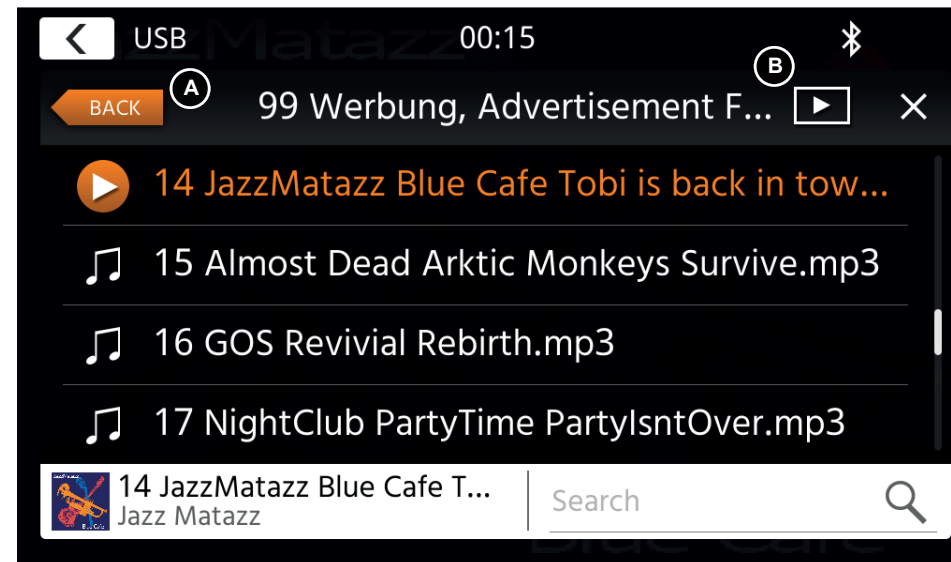 USB 00:15
A B
BACK 99 Werbung, Advertisement F...
14 JazzMatazz Blue Cafe Tobi is back in tow...
15 Almost Dead Arktic Monkeys Survive.mp3
16 GOS Revivial Rebirth.mp3
17 NightClub PartyTime PartyIsntOver.mp3
14 JazzMatazz Blue Cafe T...
Jazz Matazz
Search
Blue Cafe